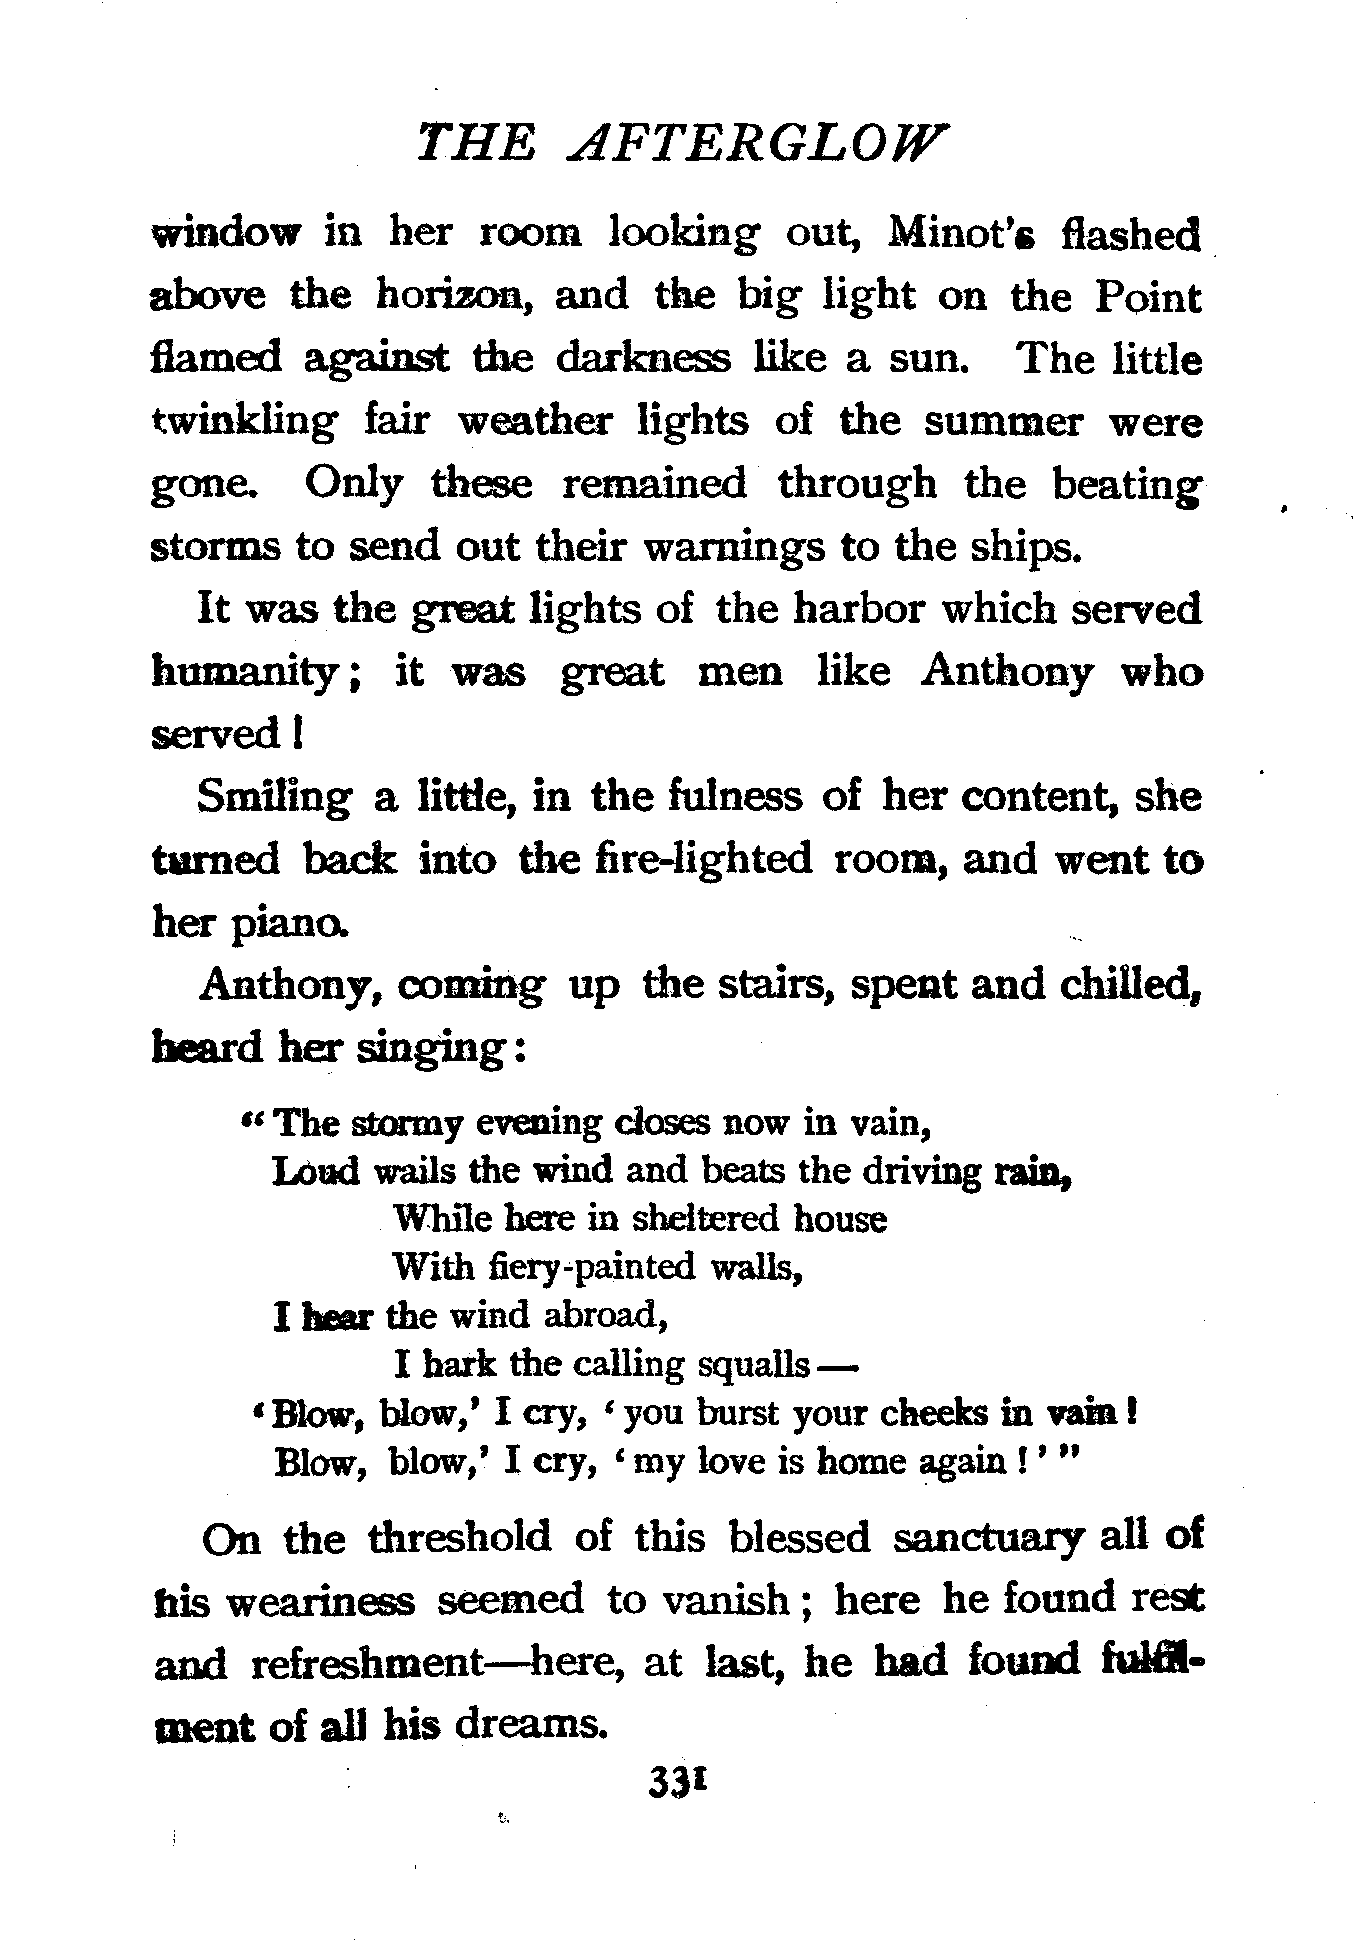 THE AFTERGLOW
window in her room looking out, Minot's flashed
above the horizon, and the big light on the Point
flamed against the darkness like a sun. The little
twinkling fair weather lights of the summer were
gone. Only these remained through the beating
storms to send out their warnings to the ships.
It was the great lights of the harbor which served
humanity; it was great men like Anthony who
served!
Smiling a little, in the fulness of her content, she
turned back into the fire-lighted room, and went to
her piano.
Anthony, coming up the stairs, spent and chilled,
heard her singing:
"The stormy evening closes now in vain,
Loud wails the wind and beats the driving rain,
While here in sheltered house
With fiery-painted walls,
I hear the wind abroad,
I hark the calling squalls—
'Blow, blow,' I cry, 'you burst your cheeks in vain!
Blow, blow,' I cry, 'my love is home again!'"
On the threshold of this blessed sanctuary all of
his weariness seemed to vanish; here he found rest
and refreshment—here, at last, he had found fulfil-
ment of all his dreams.
331